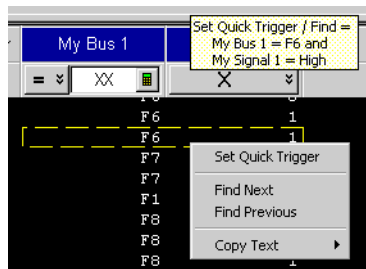 My Bus 1
Set Quick Trigger / Find =
My Bus 1 = F6 and
My Signal 1 = High
= XX X
F6 1
F6 1
F7
F7
F1
F8
F8
F8 1
Set Quick Trigger
Find Next
Find Previous
Copy Text